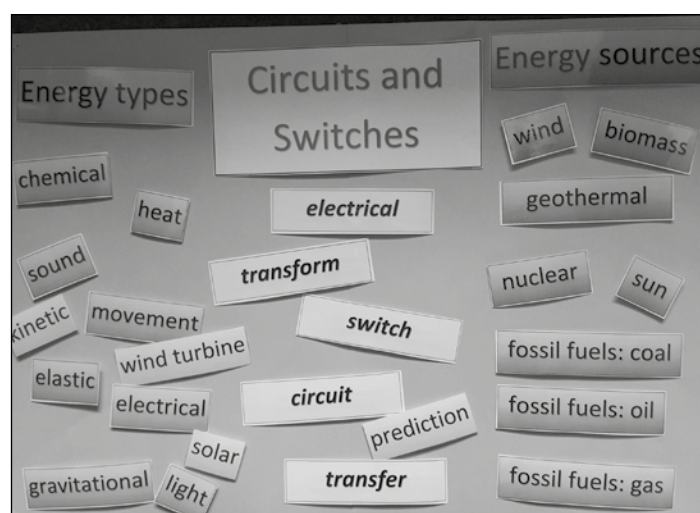 Energy types
chemical
heat
sound
kinetic
movement
wind turbine
elastic
electrical
solar
gravitational
light
Circuits and
Switches
electrical
transform
switch
circuit
prediction
transfer
Energy sources
wind
biomass
geothermal
nuclear
sun
fossil fuels: coal
fossil fuels: oil
fossil fuels: gas